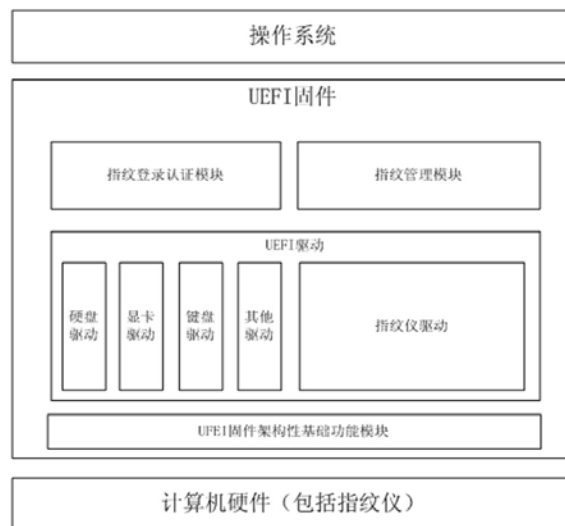 操作系统
UEFI固件
指纹登录认证模块
指纹管理模块
UEFI驱动
硬盘
驱动
显卡
驱动
键盘
驱动
其他
驱动
指纹仪驱动
UFEI固件架构性基础功能模块
计算机硬件（包括指纹仪）